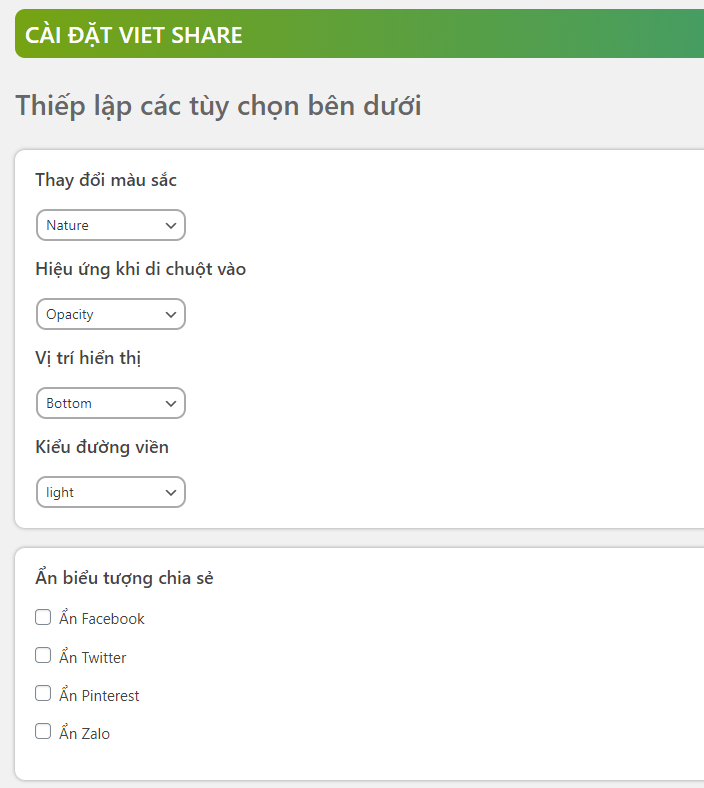 CÀI ĐẶT VIET SHARE
Thiếp lập các tùy chọn bên dưới
Thay đổi màu sắc
Nature
Hiệu ứng khi di chuột vào
Opacity
Vị trí hiển thị
Bottom
Kiểu đường viền
light
Ẩn biểu tượng chia sẻ
Ẩn Facebook
Ẩn Twitter
Ẩn Pinterest
Ẩn Zalo